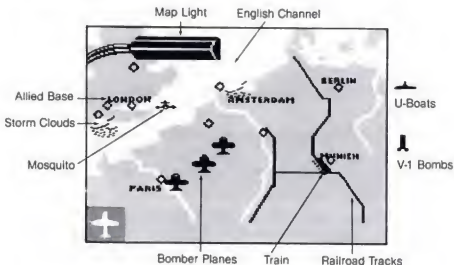 Map Light
English Channel
Allied Base
Storm Clouds
Mosquito
LONDON
AMSTERDAM
BERLIN
MUNICH
PARIS
U-Boats
V-1 Bombs
Bomber Planes
Train
Railroad Tracks